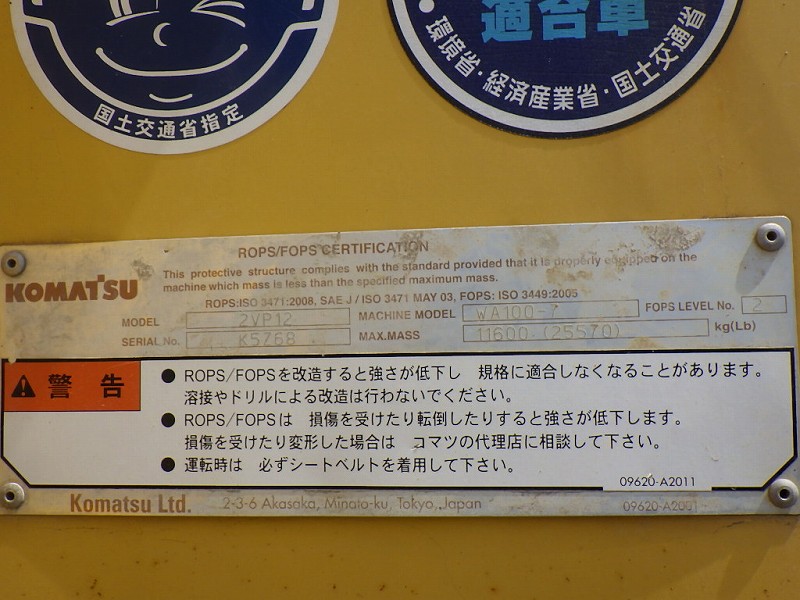 適合車
環境省・経済産業省・国土交通省
国土交通省指定
ROPS/FOPS CERTIFICATION
KOMATSU
This protective structure complies with the standard provided that it is properly equipped on the
machine which mass is less than the specified maximum mass.
ROPS:ISO 3471:2008, SAE J / ISO 3471 MAY 03, FOPS: ISO 3449:2005
MODEL 2VP12 MACHINE MODEL WA100-7 FOPS LEVEL No. 2
SERIAL No. K5768 MAX.MASS 11600 (25570) kg(Lb)
警 告
● ROPS/FOPSを改造すると強さが低下し 規格に適合しなくなることがあります。
溶接やドリルによる改造は行わないでください。
● ROPS/FOPSは 損傷を受けたり転倒したりすると強さが低下します。
損傷を受けたり変形した場合は コマツの代理店に相談して下さい。
● 運転時は 必ずシートベルトを着用して下さい。
09620-A2011
Komatsu Ltd. 2-3-6 Akasaka, Minato-ku, Tokyo, Japan 09620-A2001